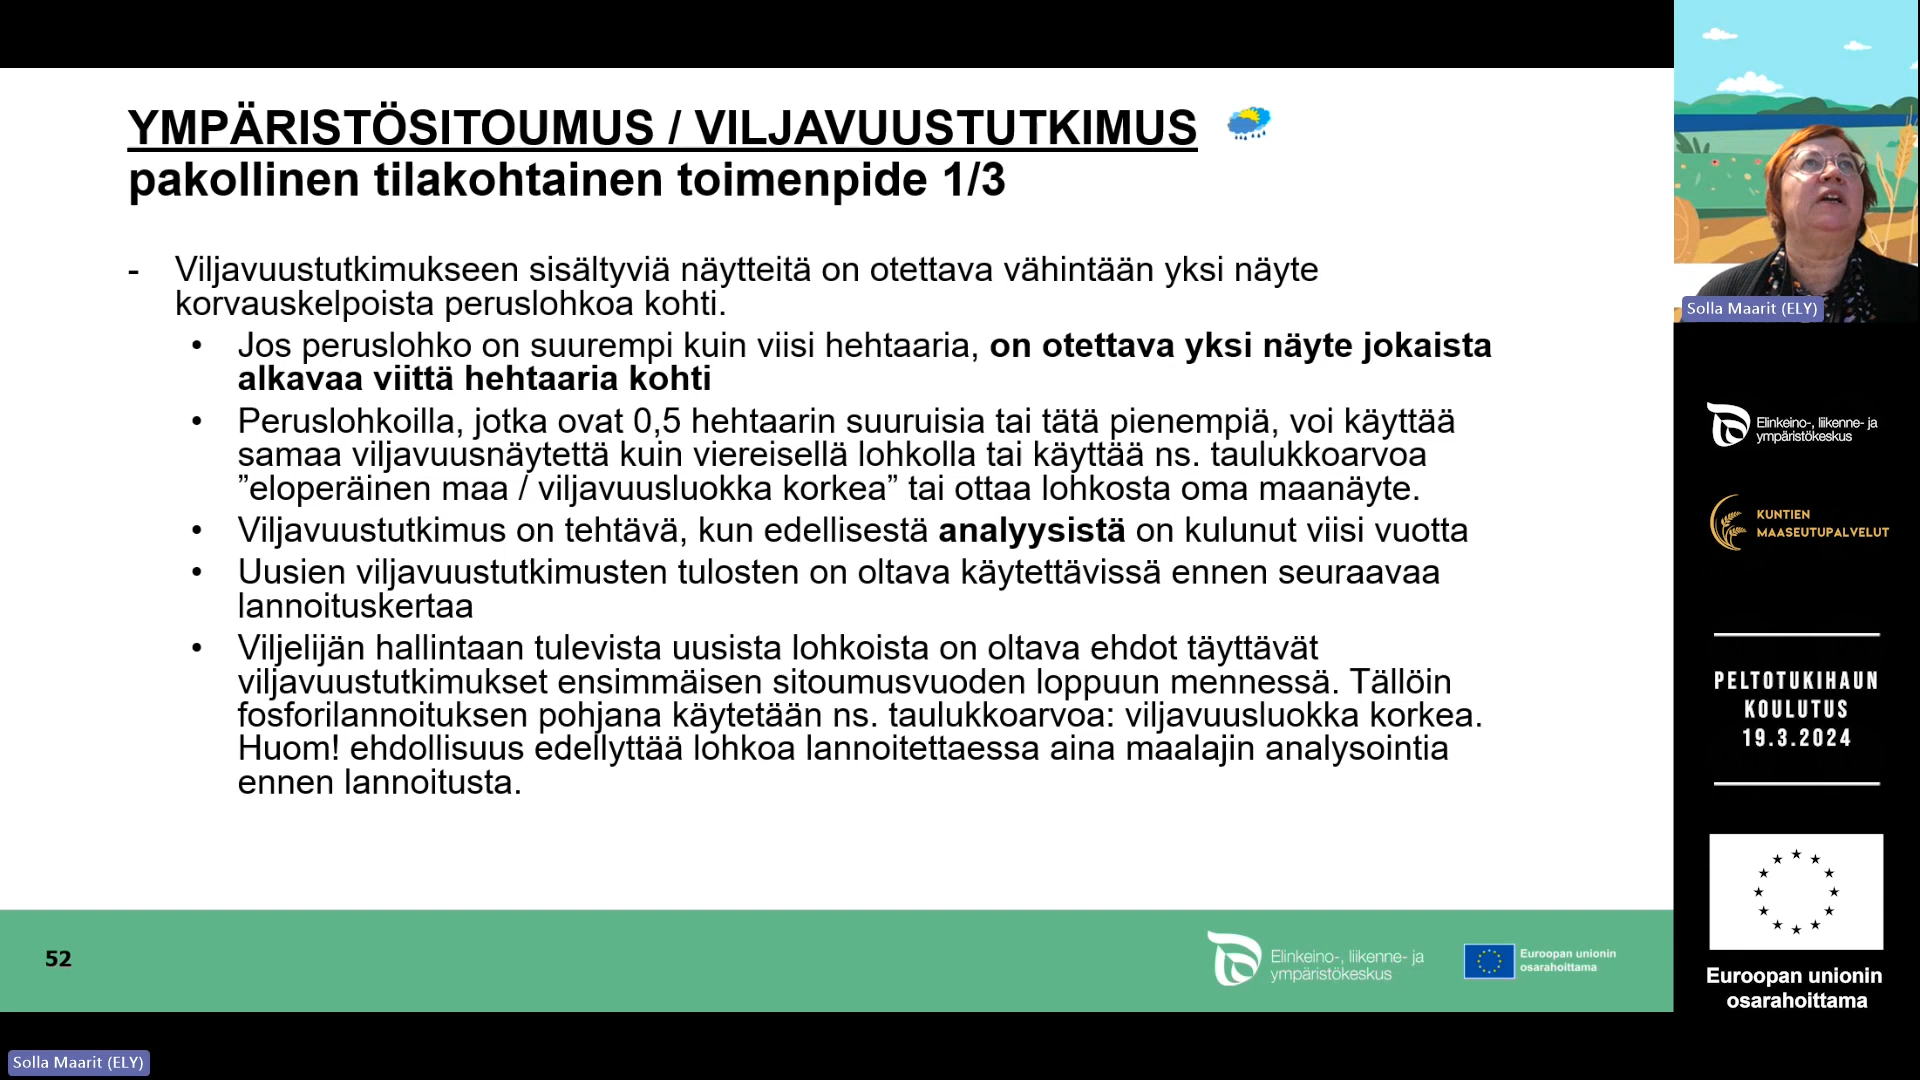 YMPÄRISTÖSITOUMUS / VILJAVUUSTUTKIMUS
pakollinen tilakohtainen toimenpide 1/3
- Viljavuustutkimukseen sisältyviä näytteitä on otettava vähintään yksi näyte
korvauskelpoista peruslohkoa kohti.
• Jos peruslohko on suurempi kuin viisi hehtaaria, on otettava yksi näyte jokaista
alkavaa viittä hehtaaria kohti
• Peruslohkoilla, jotka ovat 0,5 hehtaarin suuruisia tai tätä pienempiä, voi käyttää
samaa viljavuusnäytettä kuin viereisellä lohkolla tai käyttää ns. taulukkoarvoa
”eloperäinen maa / viljavuusluokka korkea” tai ottaa lohkosta oma maanäyte.
• Viljavuustutkimus on tehtävä, kun edellisestä analyysistä on kulunut viisi vuotta
• Uusien viljavuustutkimusten tulosten on oltava käytettävissä ennen seuraavaa
lannoituskertaa
• Viljelijän hallintaan tulevista uusista lohkoista on oltava ehdot täyttävät
viljavuustutkimukset ensimmäisen sitoumusvuoden loppuun mennessä. Tällöin
fosforilannoituksen pohjana käytetään ns. taulukkoarvoa: viljavuusluokka korkea.
Huom! ehdollisuus edellyttää lohkoa lannoitettaessa aina maalajin analysointia
ennen lannoitusta.
52
Elinkeino-, liikenne- ja
ympäristökeskus
Euroopan unionin
osarahoittama
Solla Maarit (ELY)
Elinkeino-, liikenne- ja
ympäristökeskus
KUNTIEN
MAASEUTUPALVELUT
PELTOTUKIHAUN
KOULUTUS
19.3.2024
Euroopan unionin
osarahoittama
Solla Maarit (ELY)